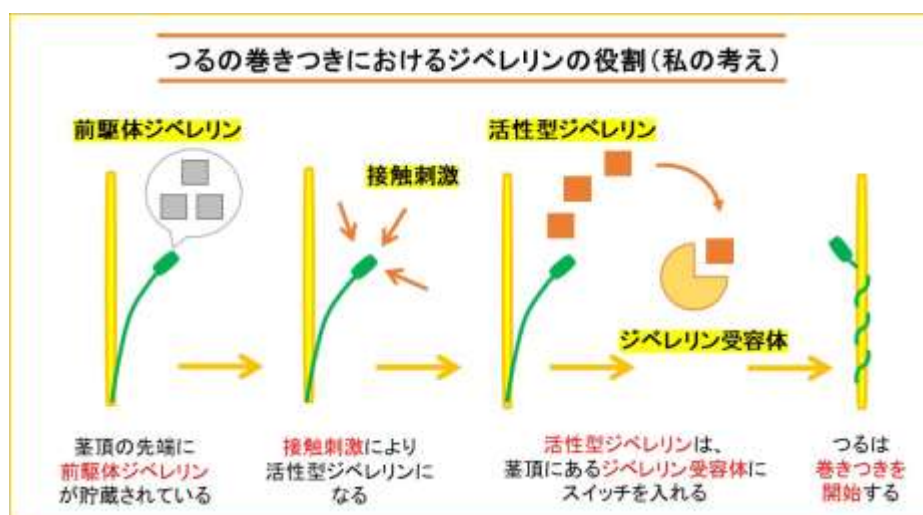 つるの巻きつきにおけるジベレリンの役割(私の考え)
前駆体ジベレリン
接触刺激
活性型ジベレリン
ジベレリン受容体
茎頂の先端に
前駆体ジベレリン
が貯蔵されている
接触刺激により
活性型ジベレリンに
なる
活性型ジベレリンは、
茎頂にあるジベレリン受容体に
スイッチを入れる
つるは
巻きつきを
開始する